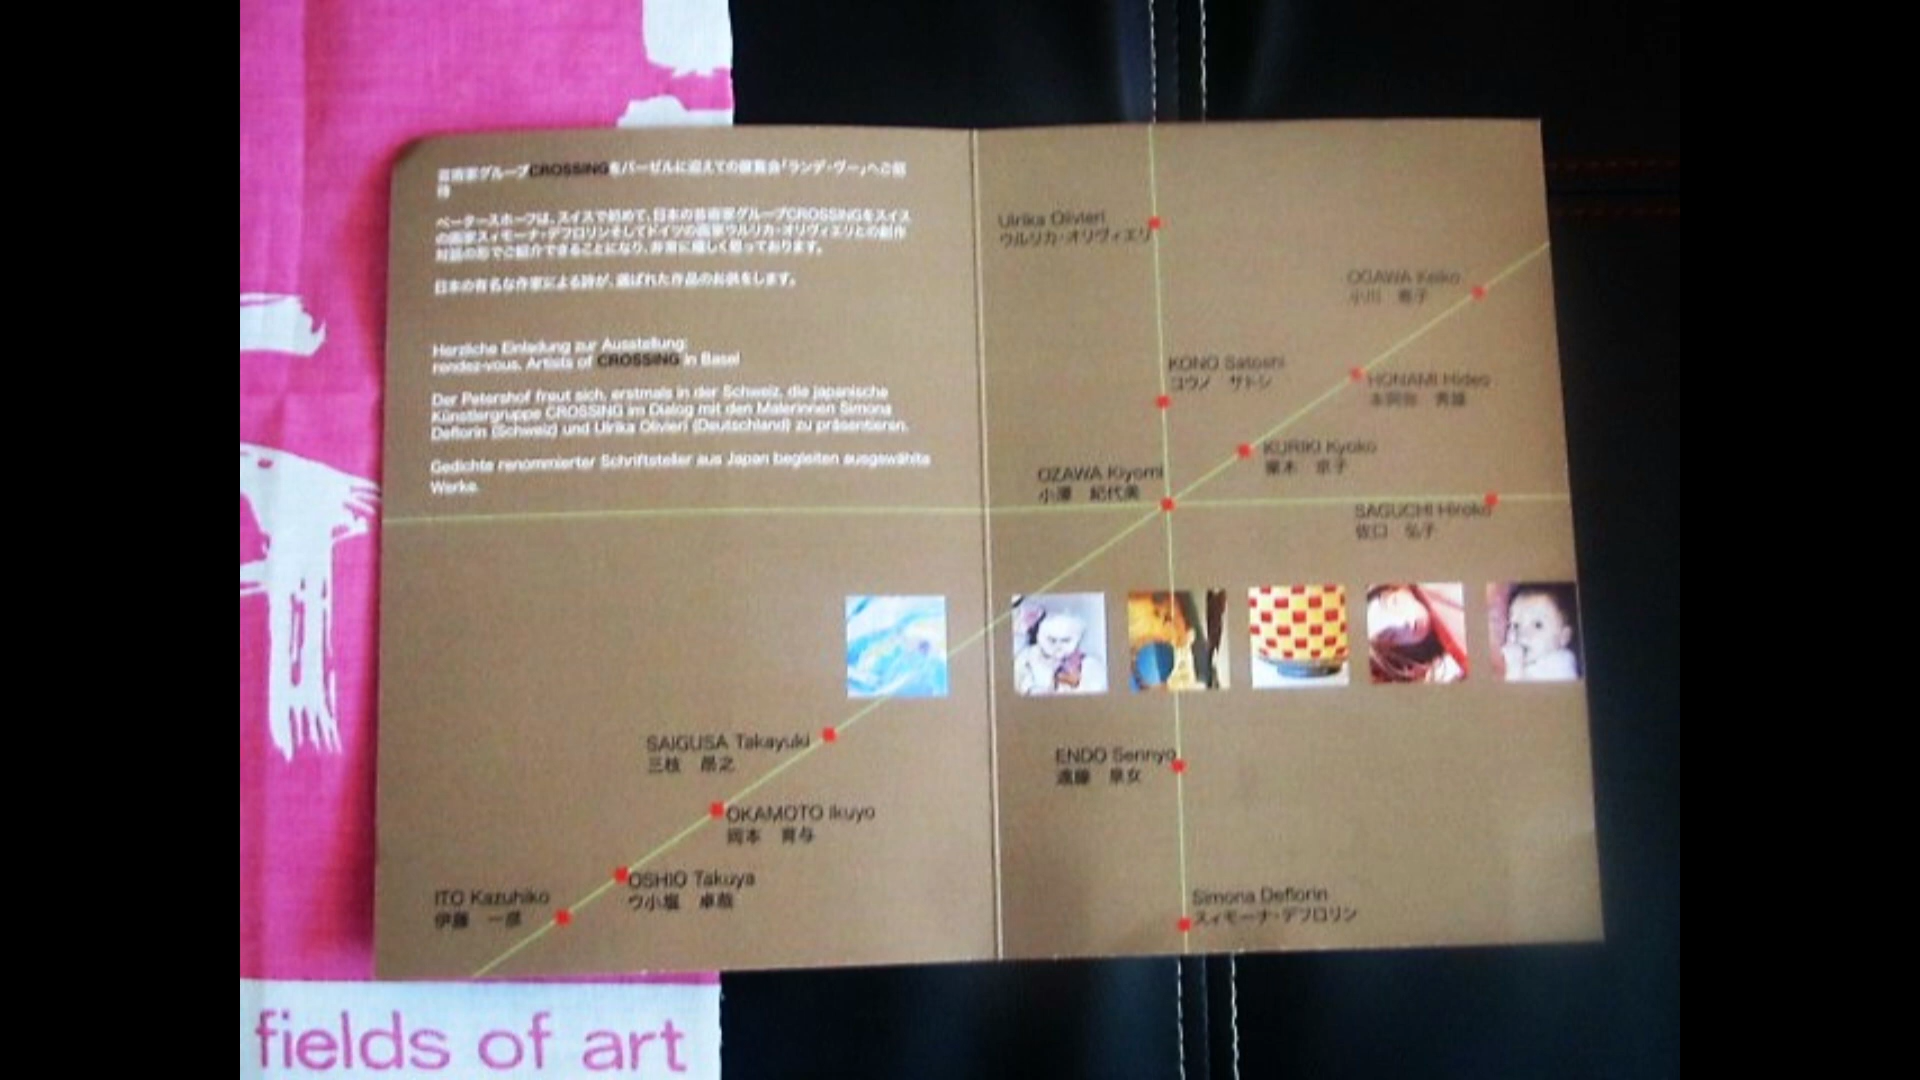 芸術家グループCROSSINGをバーゼルに迎えての展覧会「ランデ・ヴー」へご招
待
ペータースホーフは、スイスで初めて、日本の芸術家グループCROSSINGをスイス
の画家スィモーナ・デフロリンそしてドイツの画家ウルリカ・オリヴィエリとの創作
対話の形でご紹介できることになり、非常に嬉しく思っております。
日本の有名な作家による詩が、選ばれた作品のお供をします。
Herzliche Einladung zur Ausstellung:
rendez-vous, Artists of CROSSING in Basel
Der Petershof freut sich, erstmals in der Schweiz, die japanische
Künstlergruppe CROSSING im Dialog mit den Malerinnen Simona
Deflorin (Schweiz) und Ulrika Olivieri (Deutschland) zu präsentieren.
Gedichte renommierter Schriftsteller aus Japan begleiten ausgewählte
Werke.
SAIGUSA Takayuki
三枝 昂之
OKAMOTO Ikuyo
岡本 育与
OSHIO Takuya
ウ小塩 卓哉
ITO Kazuhiko
伊藤 一彦
Ulrika Olivieri
ウルリカ・オリヴィエリ
OGAWA Keiko
小川 恵子
KONO Satoshi
コウノ サトシ
HONAMI Hideo
本阿弥 秀雄
KURIKI Kyoko
栗木 京子
OZAWA Kiyomi
小澤 紀代美
SAGUCHI Hiroko
佐口 弘子
ENDO Sennyo
遠藤 泉女
Simona Deflorin
スィモーナ・デフロリン
fields of art